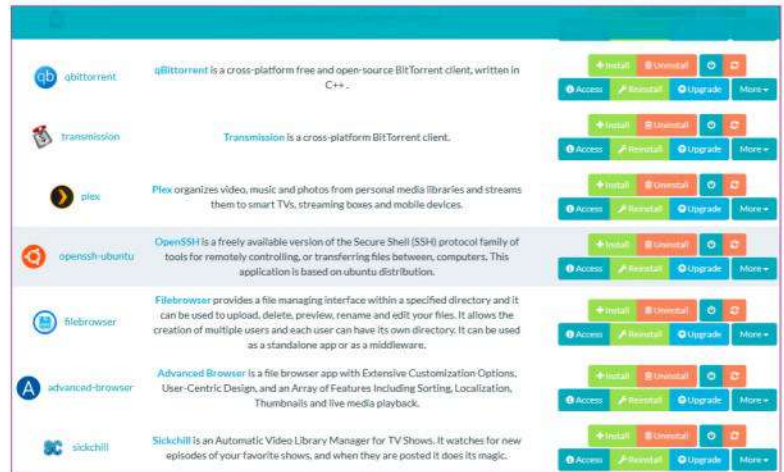 qbittorrent
qBittorrent is a cross-platform free and open-source BitTorrent client, written in
C++ .
+ Install Uninstall
Access Reinstall Upgrade More
transmission
Transmission is a cross-platform BitTorrent client.
+ Install Uninstall
Access Reinstall Upgrade More
plex
Plex organizes video, music and photos from personal media libraries and streams
them to smart TVs, streaming boxes and mobile devices.
+ Install Uninstall
Access Reinstall Upgrade More
openssh-ubuntu
OpenSSH is a freely available version of the Secure Shell (SSH) protocol family of
tools for remotely controlling, or transferring files between, computers. This
application is based on ubuntu distribution.
+ Install Uninstall
Access Reinstall Upgrade More
filebrowser
Filebrowser provides a file managing interface within a specified directory and it
can be used to upload, delete, preview, rename and edit your files. It allows the
creation of multiple users and each user can have its own directory. It can be used
as a standalone app or as a middleware.
+ Install Uninstall
Access Reinstall Upgrade More
advanced-browser
Advanced Browser is a file browser app with Extensive Customization Options,
User-Centric Design, and an Array of Features Including Sorting, Localization,
Thumbnails and live media playback.
+ Install Uninstall
Access Reinstall Upgrade More
sickchill
Sickchill is an Automatic Video Library Manager for TV Shows. It watches for new
episodes of your favorite shows, and when they are posted it does its magic.
+ Install Uninstall
Access Reinstall Upgrade More